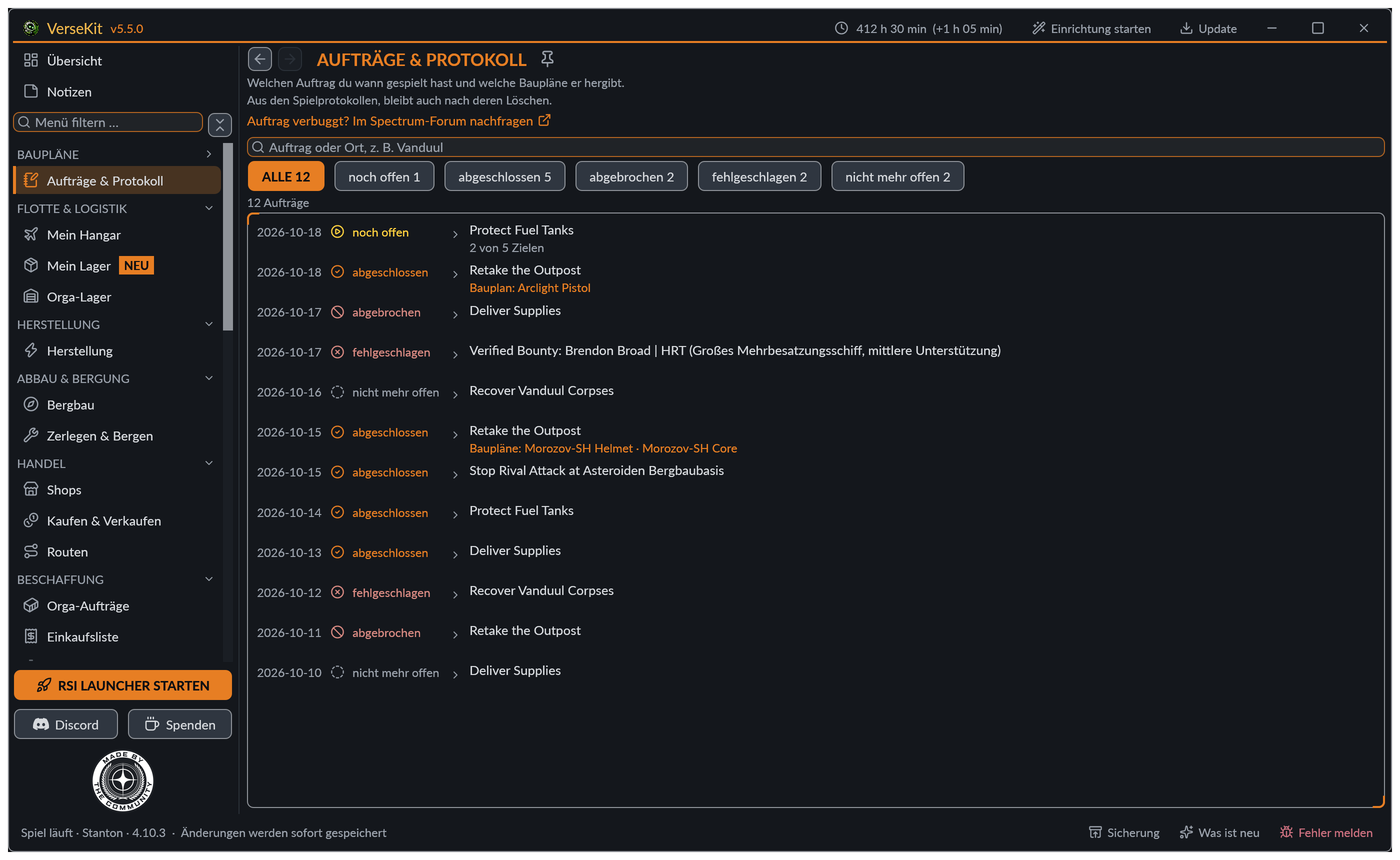 VerseKit v5.5.0
412 h 30 min (+1 h 05 min)
Einrichtung starten
Update
Übersicht
Notizen
Menü filtern ...
BAUPLÄNE
Aufträge & Protokoll
FLOTTE & LOGISTIK
Mein Hangar
Mein Lager NEU
Orga-Lager
HERSTELLUNG
Herstellung
ABBAU & BERGUNG
Bergbau
Zerlegen & Bergen
HANDEL
Shops
Kaufen & Verkaufen
Routen
BESCHAFFUNG
Orga-Aufträge
Einkaufsliste
RSI LAUNCHER STARTEN
Discord
Spenden
MADE BY
THE COMMUNITY
AUFTRÄGE & PROTOKOLL
Welchen Auftrag du wann gespielt hast und welche Baupläne er hergibt.
Aus den Spielprotokollen, bleibt auch nach deren Löschen.
Auftrag verbuggt? Im Spectrum-Forum nachfragen
Auftrag oder Ort, z. B. Vanduul
ALLE 12
noch offen 1
abgeschlossen 5
abgebrochen 2
fehlgeschlagen 2
nicht mehr offen 2
12 Aufträge
2026-10-18 noch offen Protect Fuel Tanks
2 von 5 Zielen
2026-10-18 abgeschlossen Retake the Outpost
Bauplan: Arclight Pistol
2026-10-17 abgebrochen Deliver Supplies
2026-10-17 fehlgeschlagen Verified Bounty: Brendon Broad | HRT (Großes Mehrbesatzungsschiff, mittlere Unterstützung)
2026-10-16 nicht mehr offen Recover Vanduul Corpses
2026-10-15 abgeschlossen Retake the Outpost
Baupläne: Morozov-SH Helmet · Morozov-SH Core
2026-10-15 abgeschlossen Stop Rival Attack at Asteroiden Bergbaubasis
2026-10-14 abgeschlossen Protect Fuel Tanks
2026-10-13 abgeschlossen Deliver Supplies
2026-10-12 fehlgeschlagen Recover Vanduul Corpses
2026-10-11 abgebrochen Retake the Outpost
2026-10-10 nicht mehr offen Deliver Supplies
Spiel läuft · Stanton · 4.10.3 · Änderungen werden sofort gespeichert
Sicherung
Was ist neu
Fehler melden